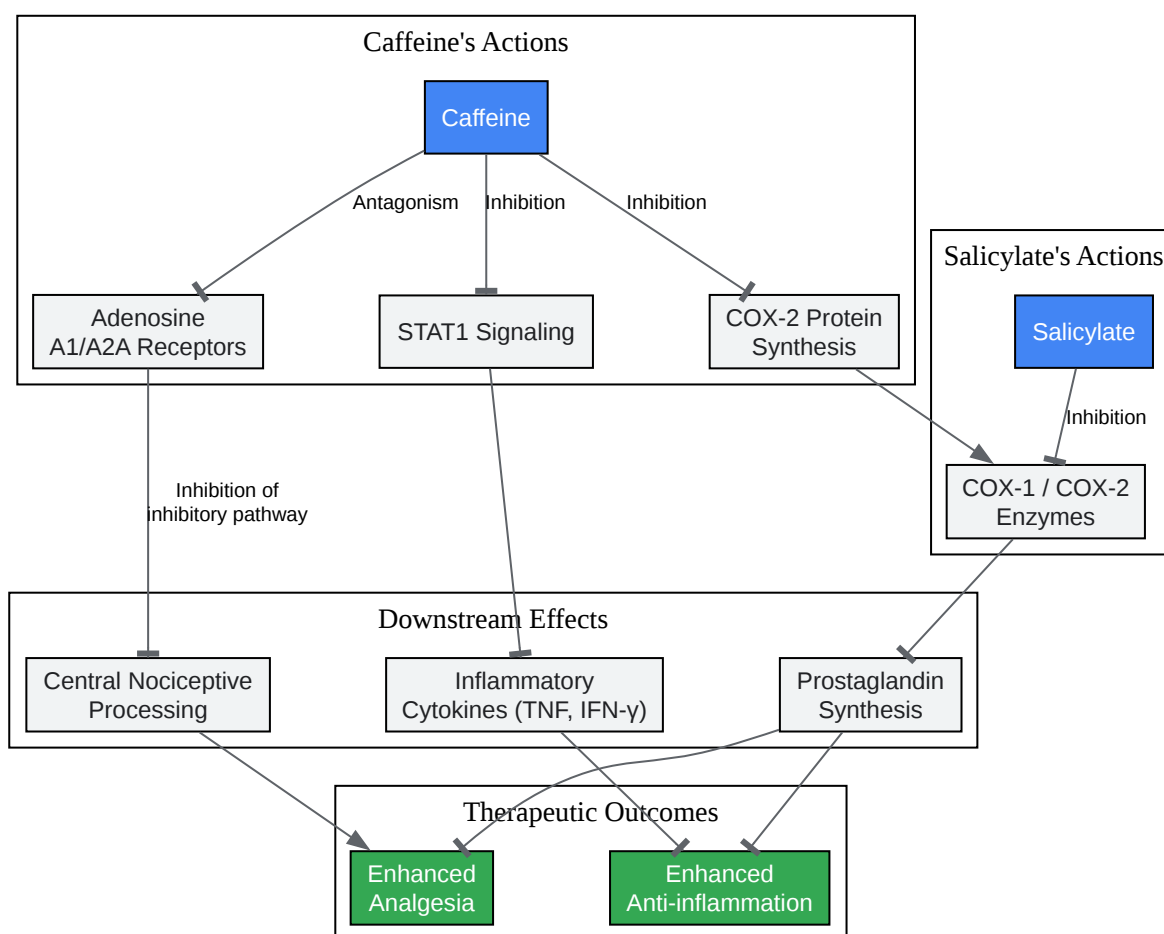 Caffeine's Actions
Caffeine
Antagonism
Inhibition
Inhibition
Adenosine
A1/A2A Receptors
STAT1 Signaling
COX-2 Protein
Synthesis
Salicylate's Actions
Salicylate
Inhibition
COX-1 / COX-2
Enzymes
Inhibition of
inhibitory pathway
Downstream Effects
Central Nociceptive
Processing
Inflammatory
Cytokines (TNF, IFN-γ)
Prostaglandin
Synthesis
Therapeutic Outcomes
Enhanced
Analgesia
Enhanced
Anti-inflammation